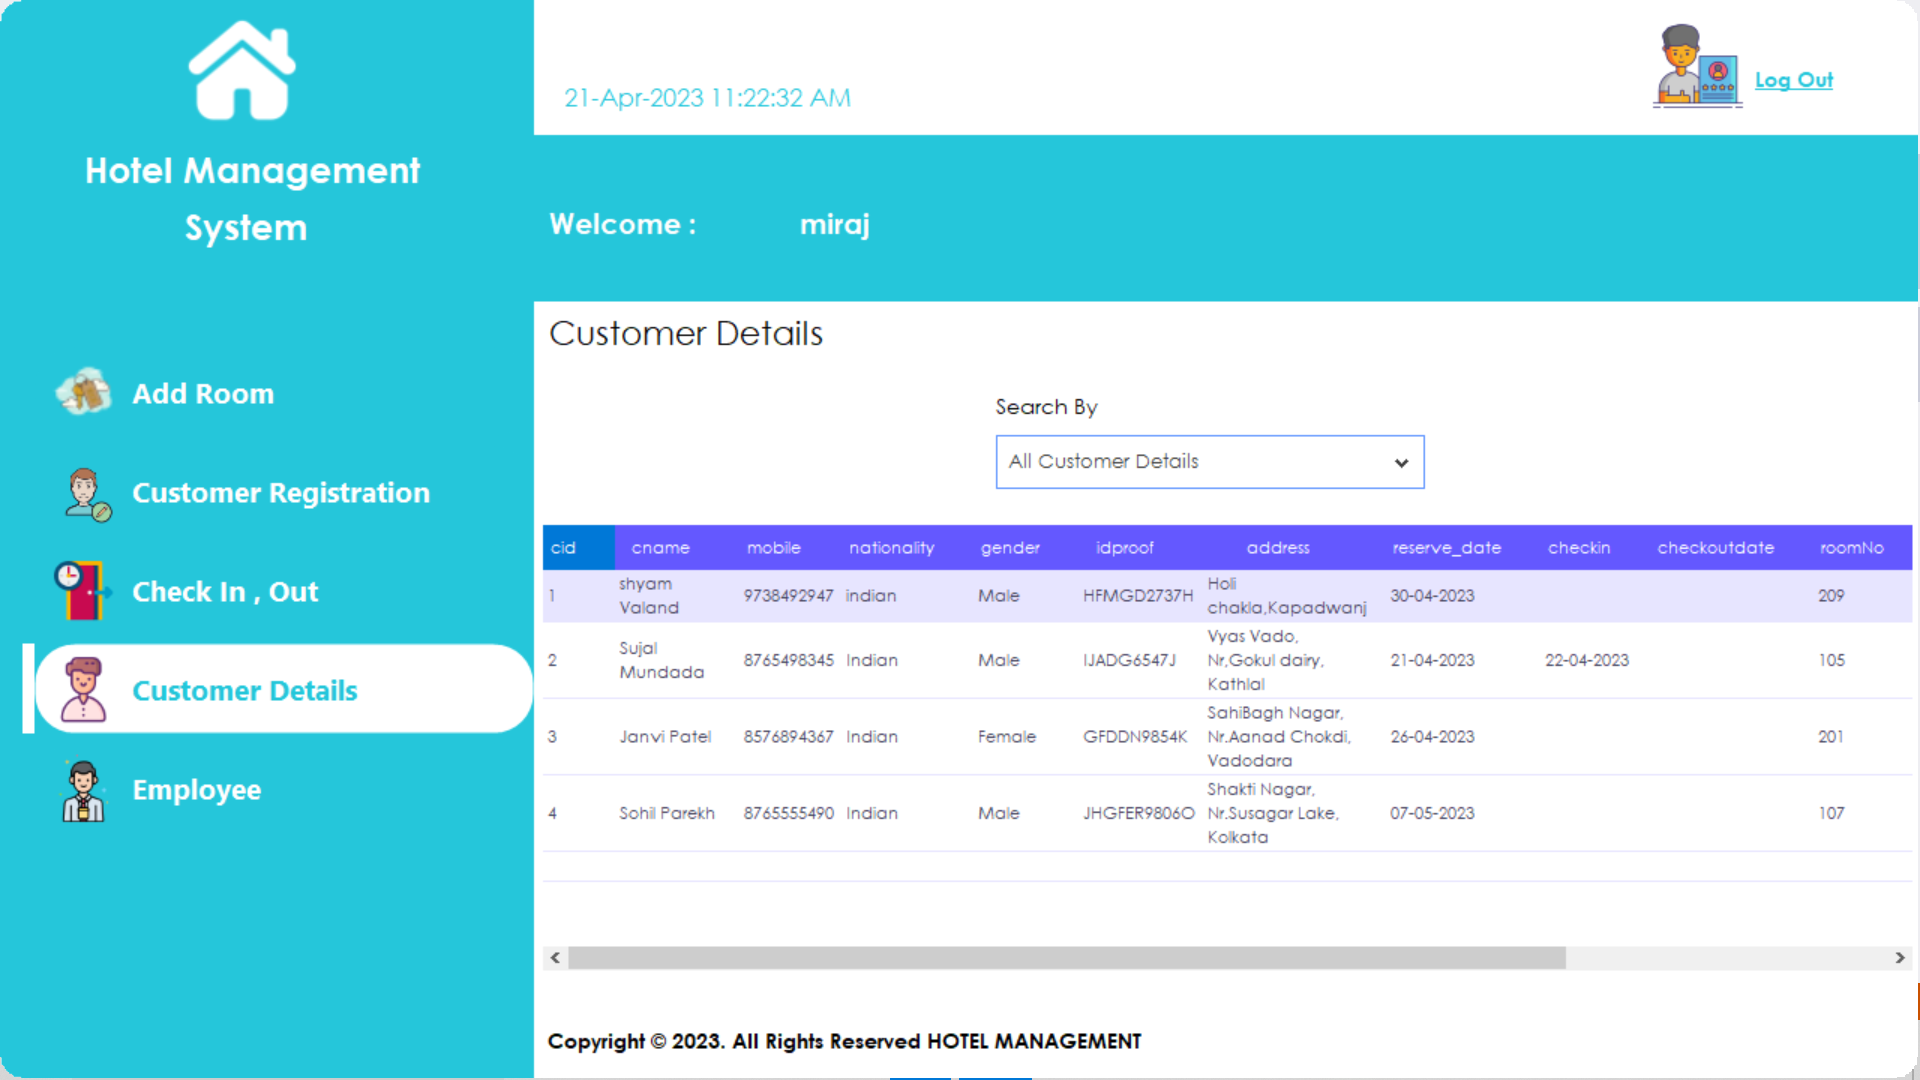 Hotel Management
System
Add Room
Customer Registration
Check In , Out
Customer Details
Employee
21-Apr-2023 11:22:32 AM
Log Out
Welcome : miraj
Customer Details
Search By
All Customer Details
cid cname mobile nationality gender idproof address reserve_date checkin checkoutdate roomNo
1 shyam Valand 9738492947 indian Male HFMGD2737H Holi chakla,Kapadwanj 30-04-2023 209
2 Sujal Mundada 8765498345 Indian Male IJADG6547J Vyas Vado, Nr,Gokul dairy, Kathlal 21-04-2023 22-04-2023 105
3 Janvi Patel 8576894367 Indian Female GFDDN9854K SahiBagh Nagar, Nr.Aanad Chokdi, Vadodara 26-04-2023 201
4 Sohil Parekh 8765555490 Indian Male JHGFER9806O Shakti Nagar, Nr.Susagar Lake, Kolkata 07-05-2023 107
Copyright © 2023. All Rights Reserved HOTEL MANAGEMENT